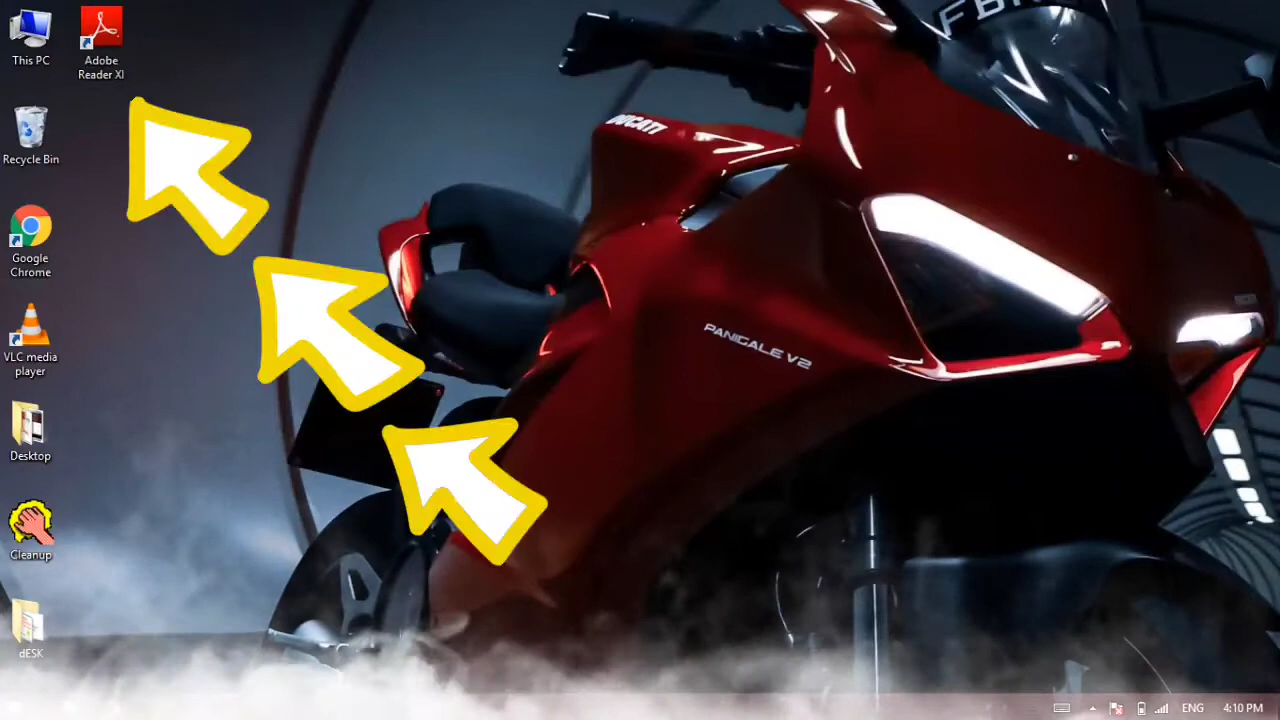 This PC
Adobe
Reader XI
Recycle Bin
Google
Chrome
VLC media
player
Desktop
Cleanup
dESK
DUCATI
PANIGALE V2
ENG
4:10 PM